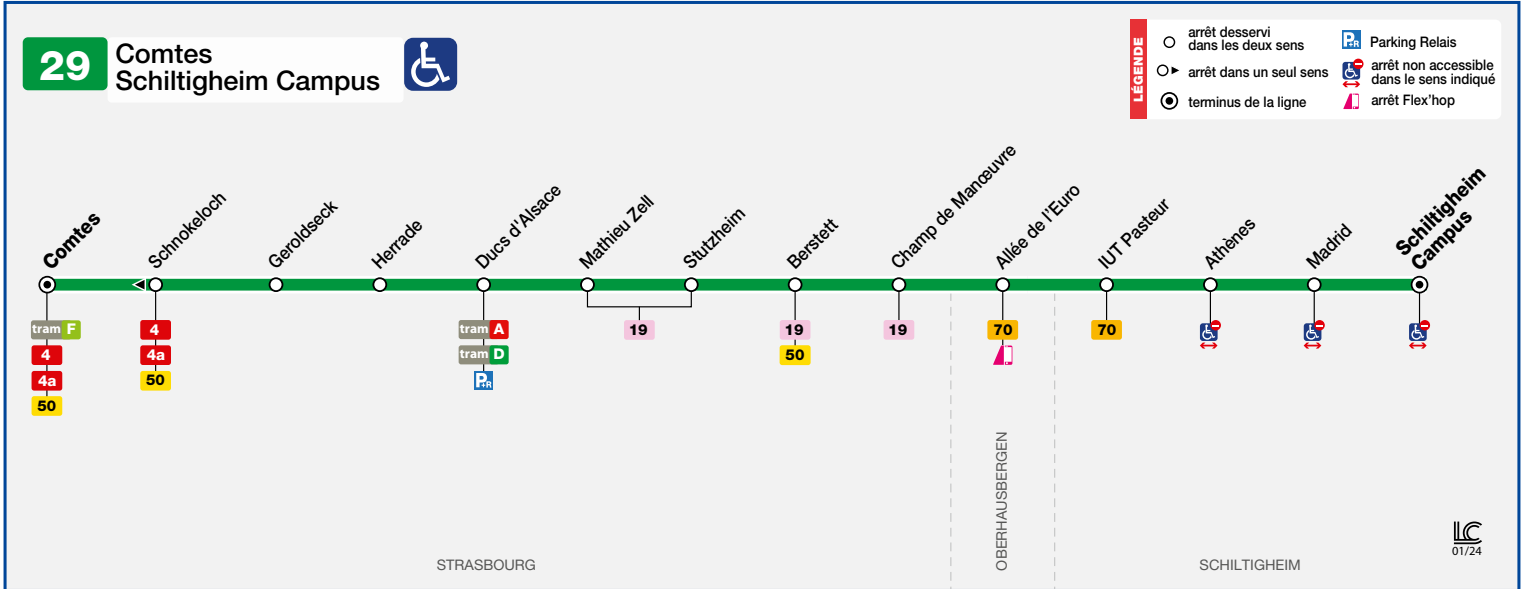 29
Comtes
Schiltigheim Campus
LÉGENDE
arrêt desservi
dans les deux sens
arrêt dans un seul sens
terminus de la ligne
P+R
Parking Relais
arrêt non accessible
dans le sens indiqué
arrêt Flex'hop
Comtes
Schnokeloch
Geroldseck
Herrade
Ducs d'Alsace
Mathieu Zell
Stutzheim
Berstett
Champ de Manœuvre
Allée de l'Euro
IUT Pasteur
Athènes
Madrid
Schiltigheim
Campus
tram F
4
4a
50
4
4a
50
tram A
tram D
P+R
19
19
50
19
70
70
STRASBOURG
OBERHAUSBERGEN
SCHILTIGHEIM
LC
01/24